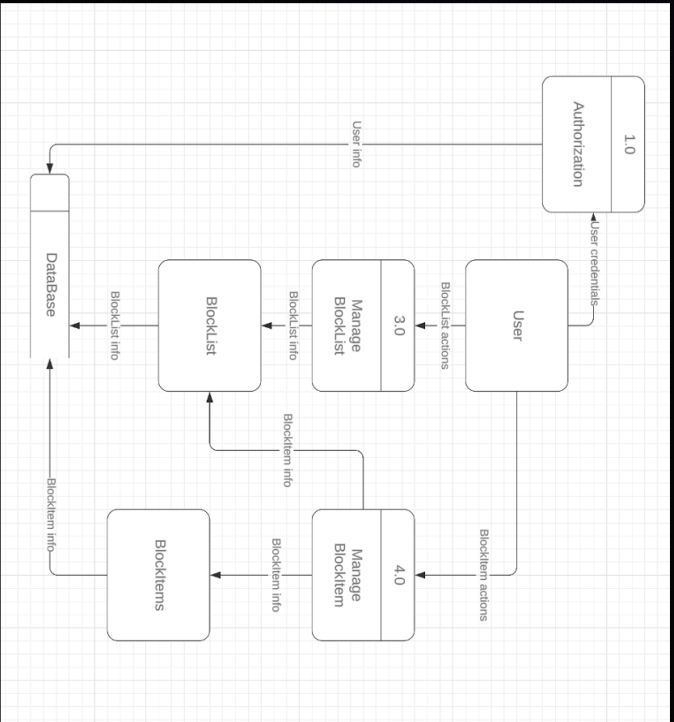 1.0
Authorization
User credentials
User info
User
BlockList actions
BlockItem actions
3.0
Manage
BlockList
4.0
Manage
BlockItem
BlockList info
BlockItem info
BlockItem info
BlockList
BlockItems
BlockList info
BlockItem info
DataBase